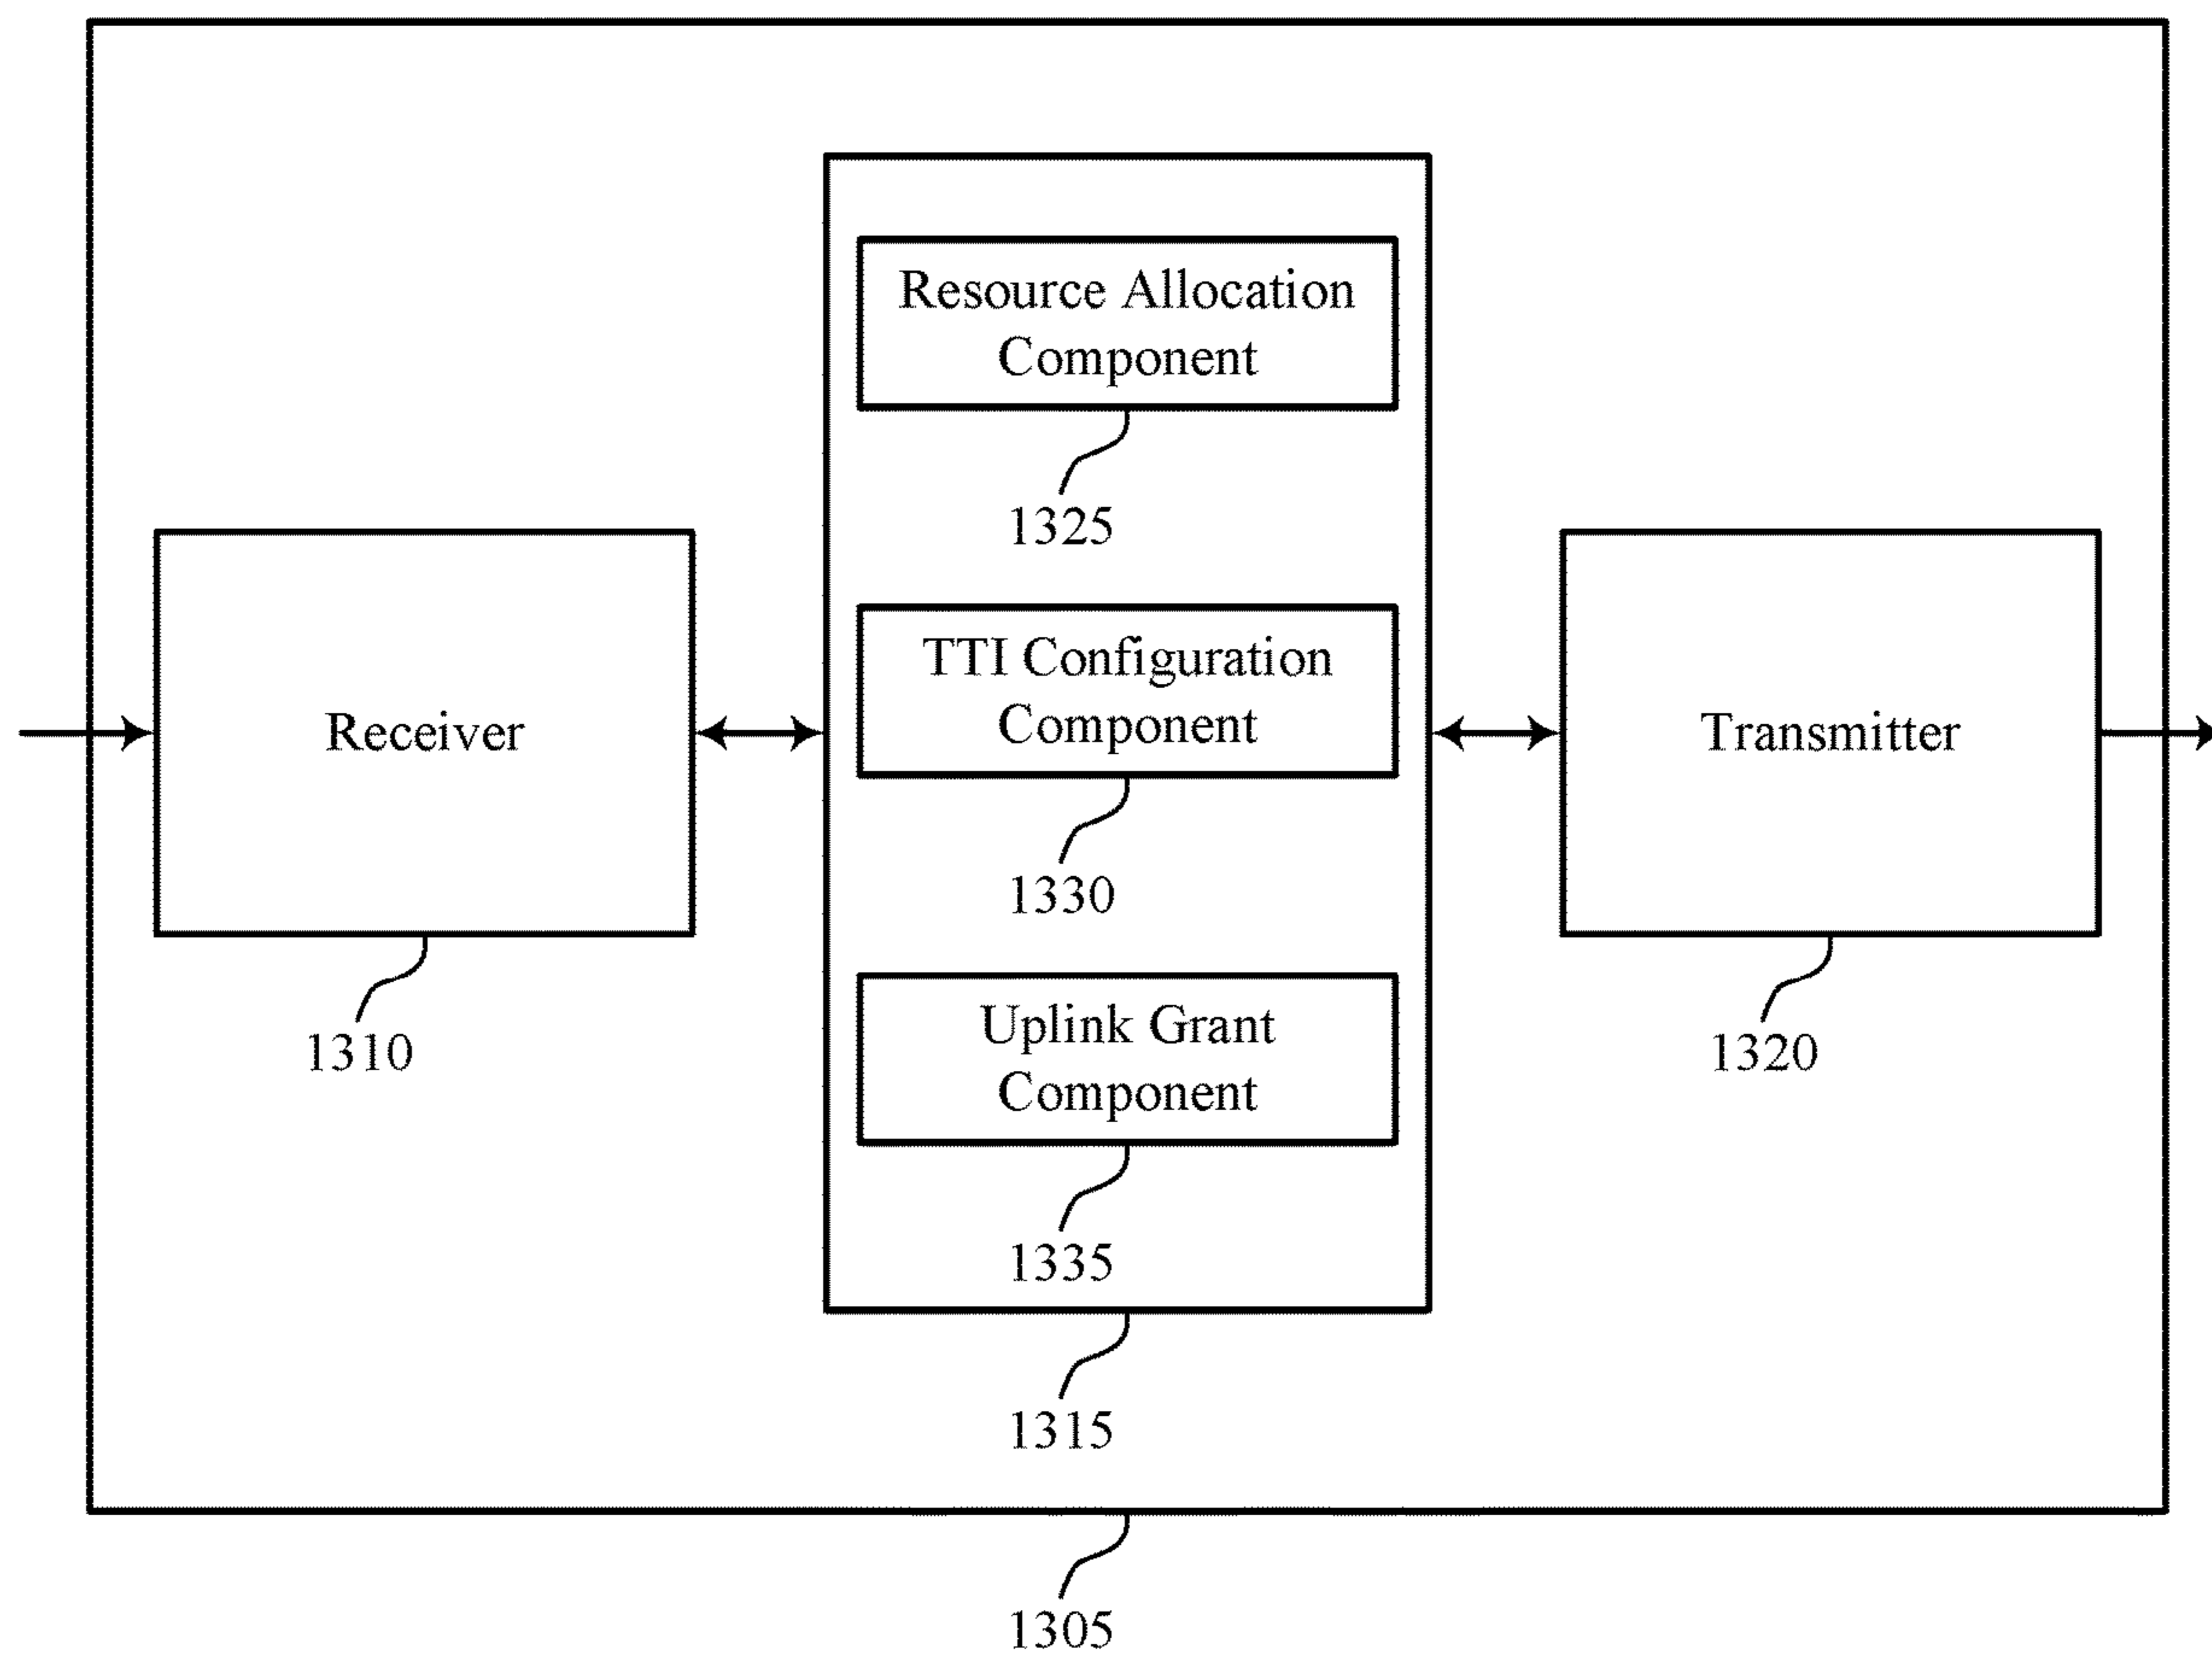 Resource Allocation
Component
1325
Receiver
1310
TTI Configuration
Component
1330
Transmitter
1320
Uplink Grant
Component
1335
1315
1305